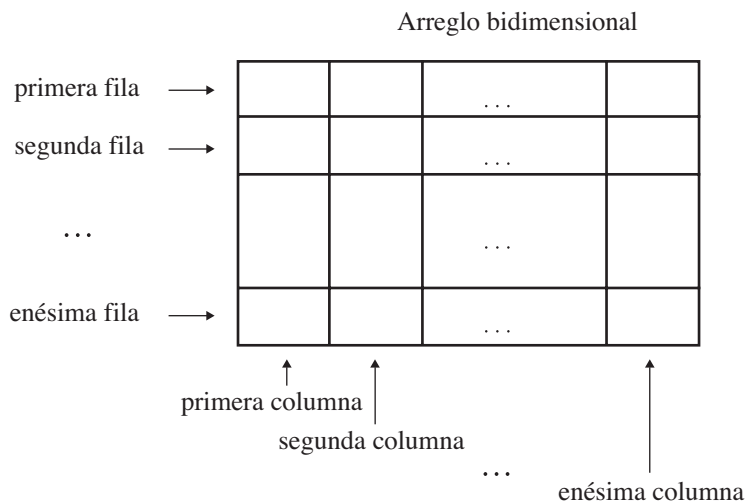 Arreglo bidimensional
primera fila
. . .
segunda fila
. . .
. . .
. . .
enésima fila
. . .
primera columna
segunda columna
. . .
enésima columna